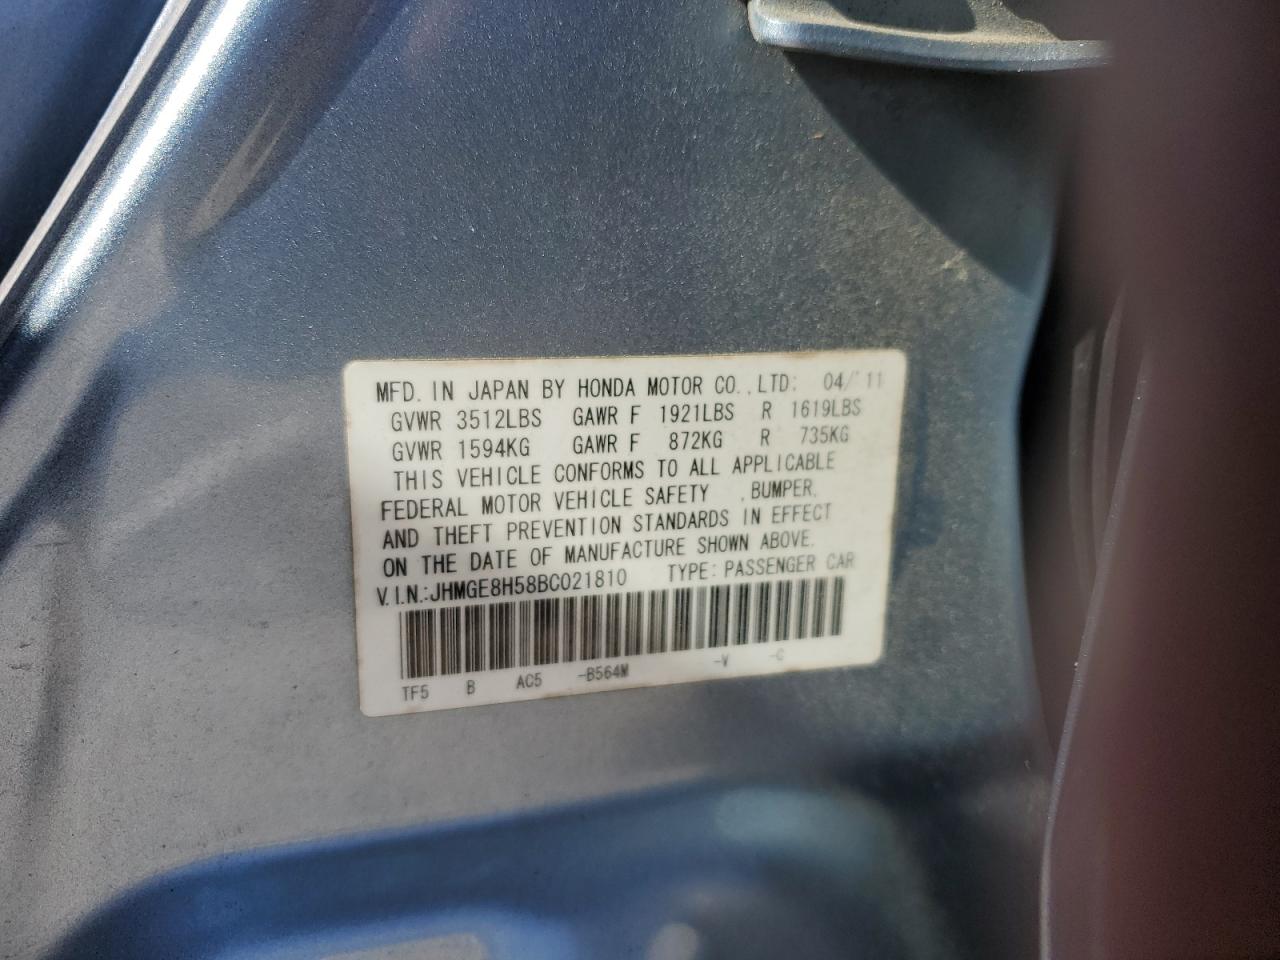 MFD. IN JAPAN BY HONDA MOTOR CO., LTD: 04/'11
GVWR 3512LBS GAWR F 1921LBS R 1619LBS
GVWR 1594KG GAWR F 872KG R 735KG
THIS VEHICLE CONFORMS TO ALL APPLICABLE
FEDERAL MOTOR VEHICLE SAFETY , BUMPER,
AND THEFT PREVENTION STANDARDS IN EFFECT
ON THE DATE OF MANUFACTURE SHOWN ABOVE.
V.I.N.:JHMGE8H58BC021810 TYPE: PASSENGER CAR
TF5 B AC5 -B564M -V -C